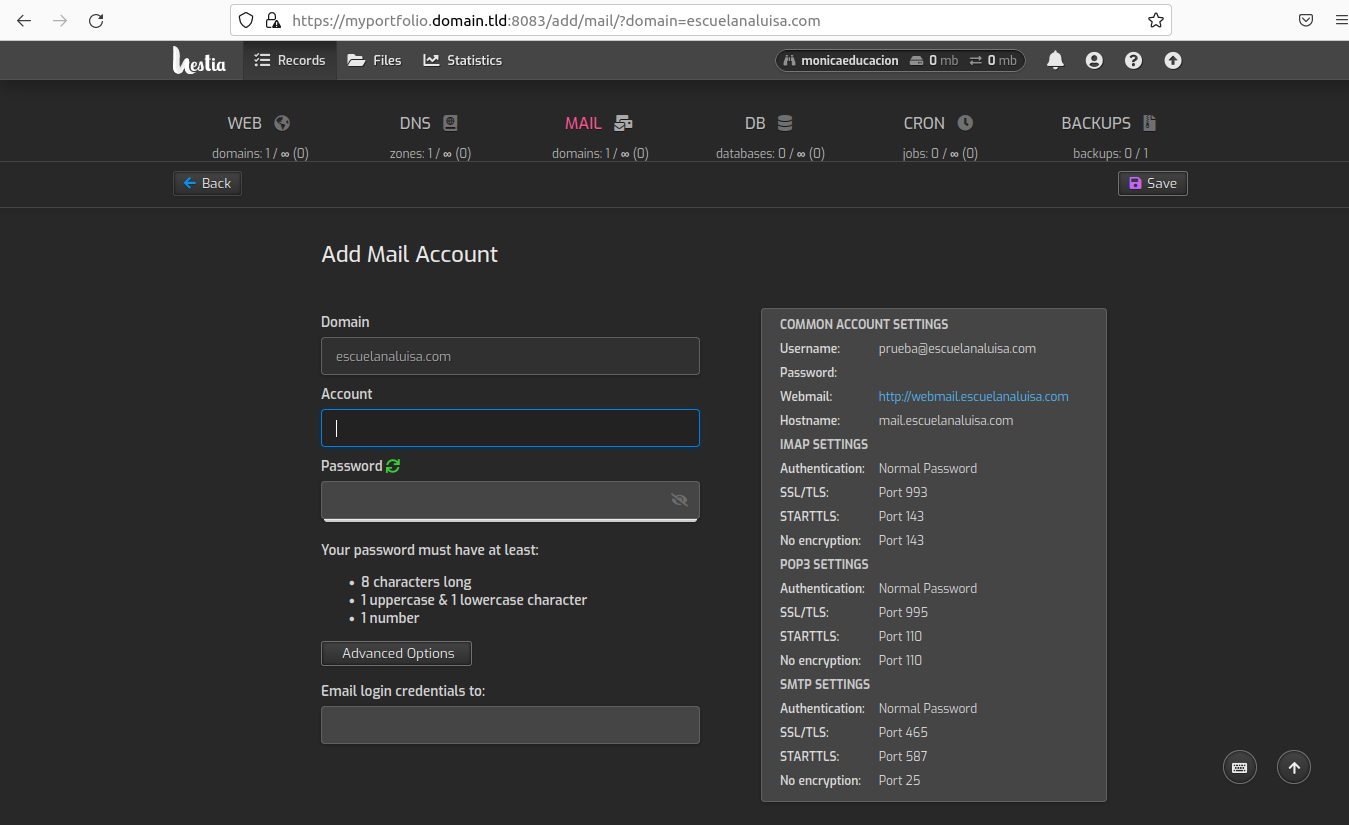 https://myportfolio.domain.tld:8083/add/mail/?domain=escuelanaluisa.com
hestia Records Files Statistics monicaeducacion 0 mb 0 mb
WEB DNS MAIL DB CRON BACKUPS
domains: 1 / ∞ (0) zones: 1 / ∞ (0) domains: 1 / ∞ (0) databases: 0 / ∞ (0) jobs: 0 / ∞ (0) backups: 0 / 1
Back Save
Add Mail Account
Domain
escuelanaluisa.com
Account
Password
Your password must have at least:
• 8 characters long
• 1 uppercase & 1 lowercase character
• 1 number
Advanced Options
Email login credentials to:
COMMON ACCOUNT SETTINGS
Username: prueba@escuelanaluisa.com
Password:
Webmail: http://webmail.escuelanaluisa.com
Hostname: mail.escuelanaluisa.com
IMAP SETTINGS
Authentication: Normal Password
SSL/TLS: Port 993
STARTTLS: Port 143
No encryption: Port 143
POP3 SETTINGS
Authentication: Normal Password
SSL/TLS: Port 995
STARTTLS: Port 110
No encryption: Port 110
SMTP SETTINGS
Authentication: Normal Password
SSL/TLS: Port 465
STARTTLS: Port 587
No encryption: Port 25